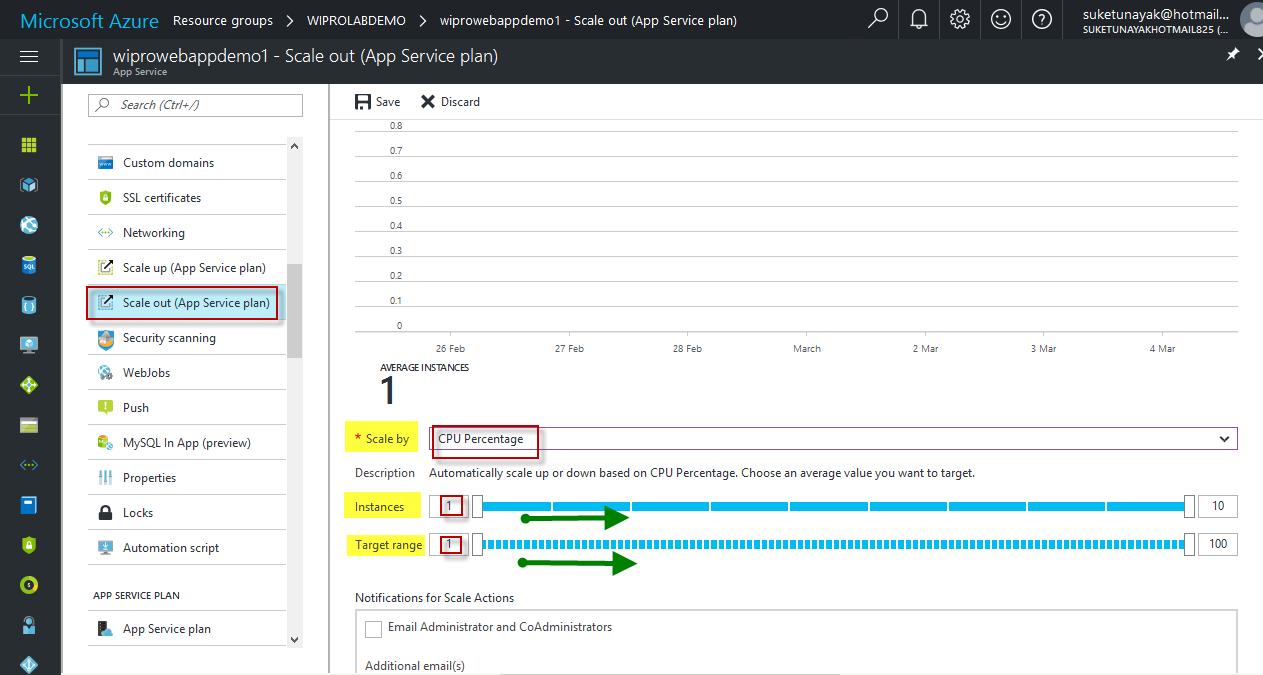 Microsoft Azure Resource groups > WIPROLABDEMO > wiprowebappdemo1 - Scale out (App Service plan)
suketunayak@hotmail...
SUKETUNAYAKHOTMAIL825 (...
wiprowebappdemo1 - Scale out (App Service plan)
App Service
Search (Ctrl+/)
Custom domains
SSL certificates
Networking
Scale up (App Service plan)
Scale out (App Service plan)
Security scanning
WebJobs
Push
MySQL In App (preview)
Properties
Locks
Automation script
APP SERVICE PLAN
App Service plan
Save Discard
0.8
0.7
0.6
0.5
0.4
0.3
0.2
0.1
0
26 Feb 27 Feb 28 Feb March 2 Mar 3 Mar 4 Mar
AVERAGE INSTANCES
1
* Scale by CPU Percentage
Description Automatically scale up or down based on CPU Percentage. Choose an average value you want to target.
Instances 1 10
Target range 1 100
Notifications for Scale Actions
Email Administrator and CoAdministrators
Additional email(s)